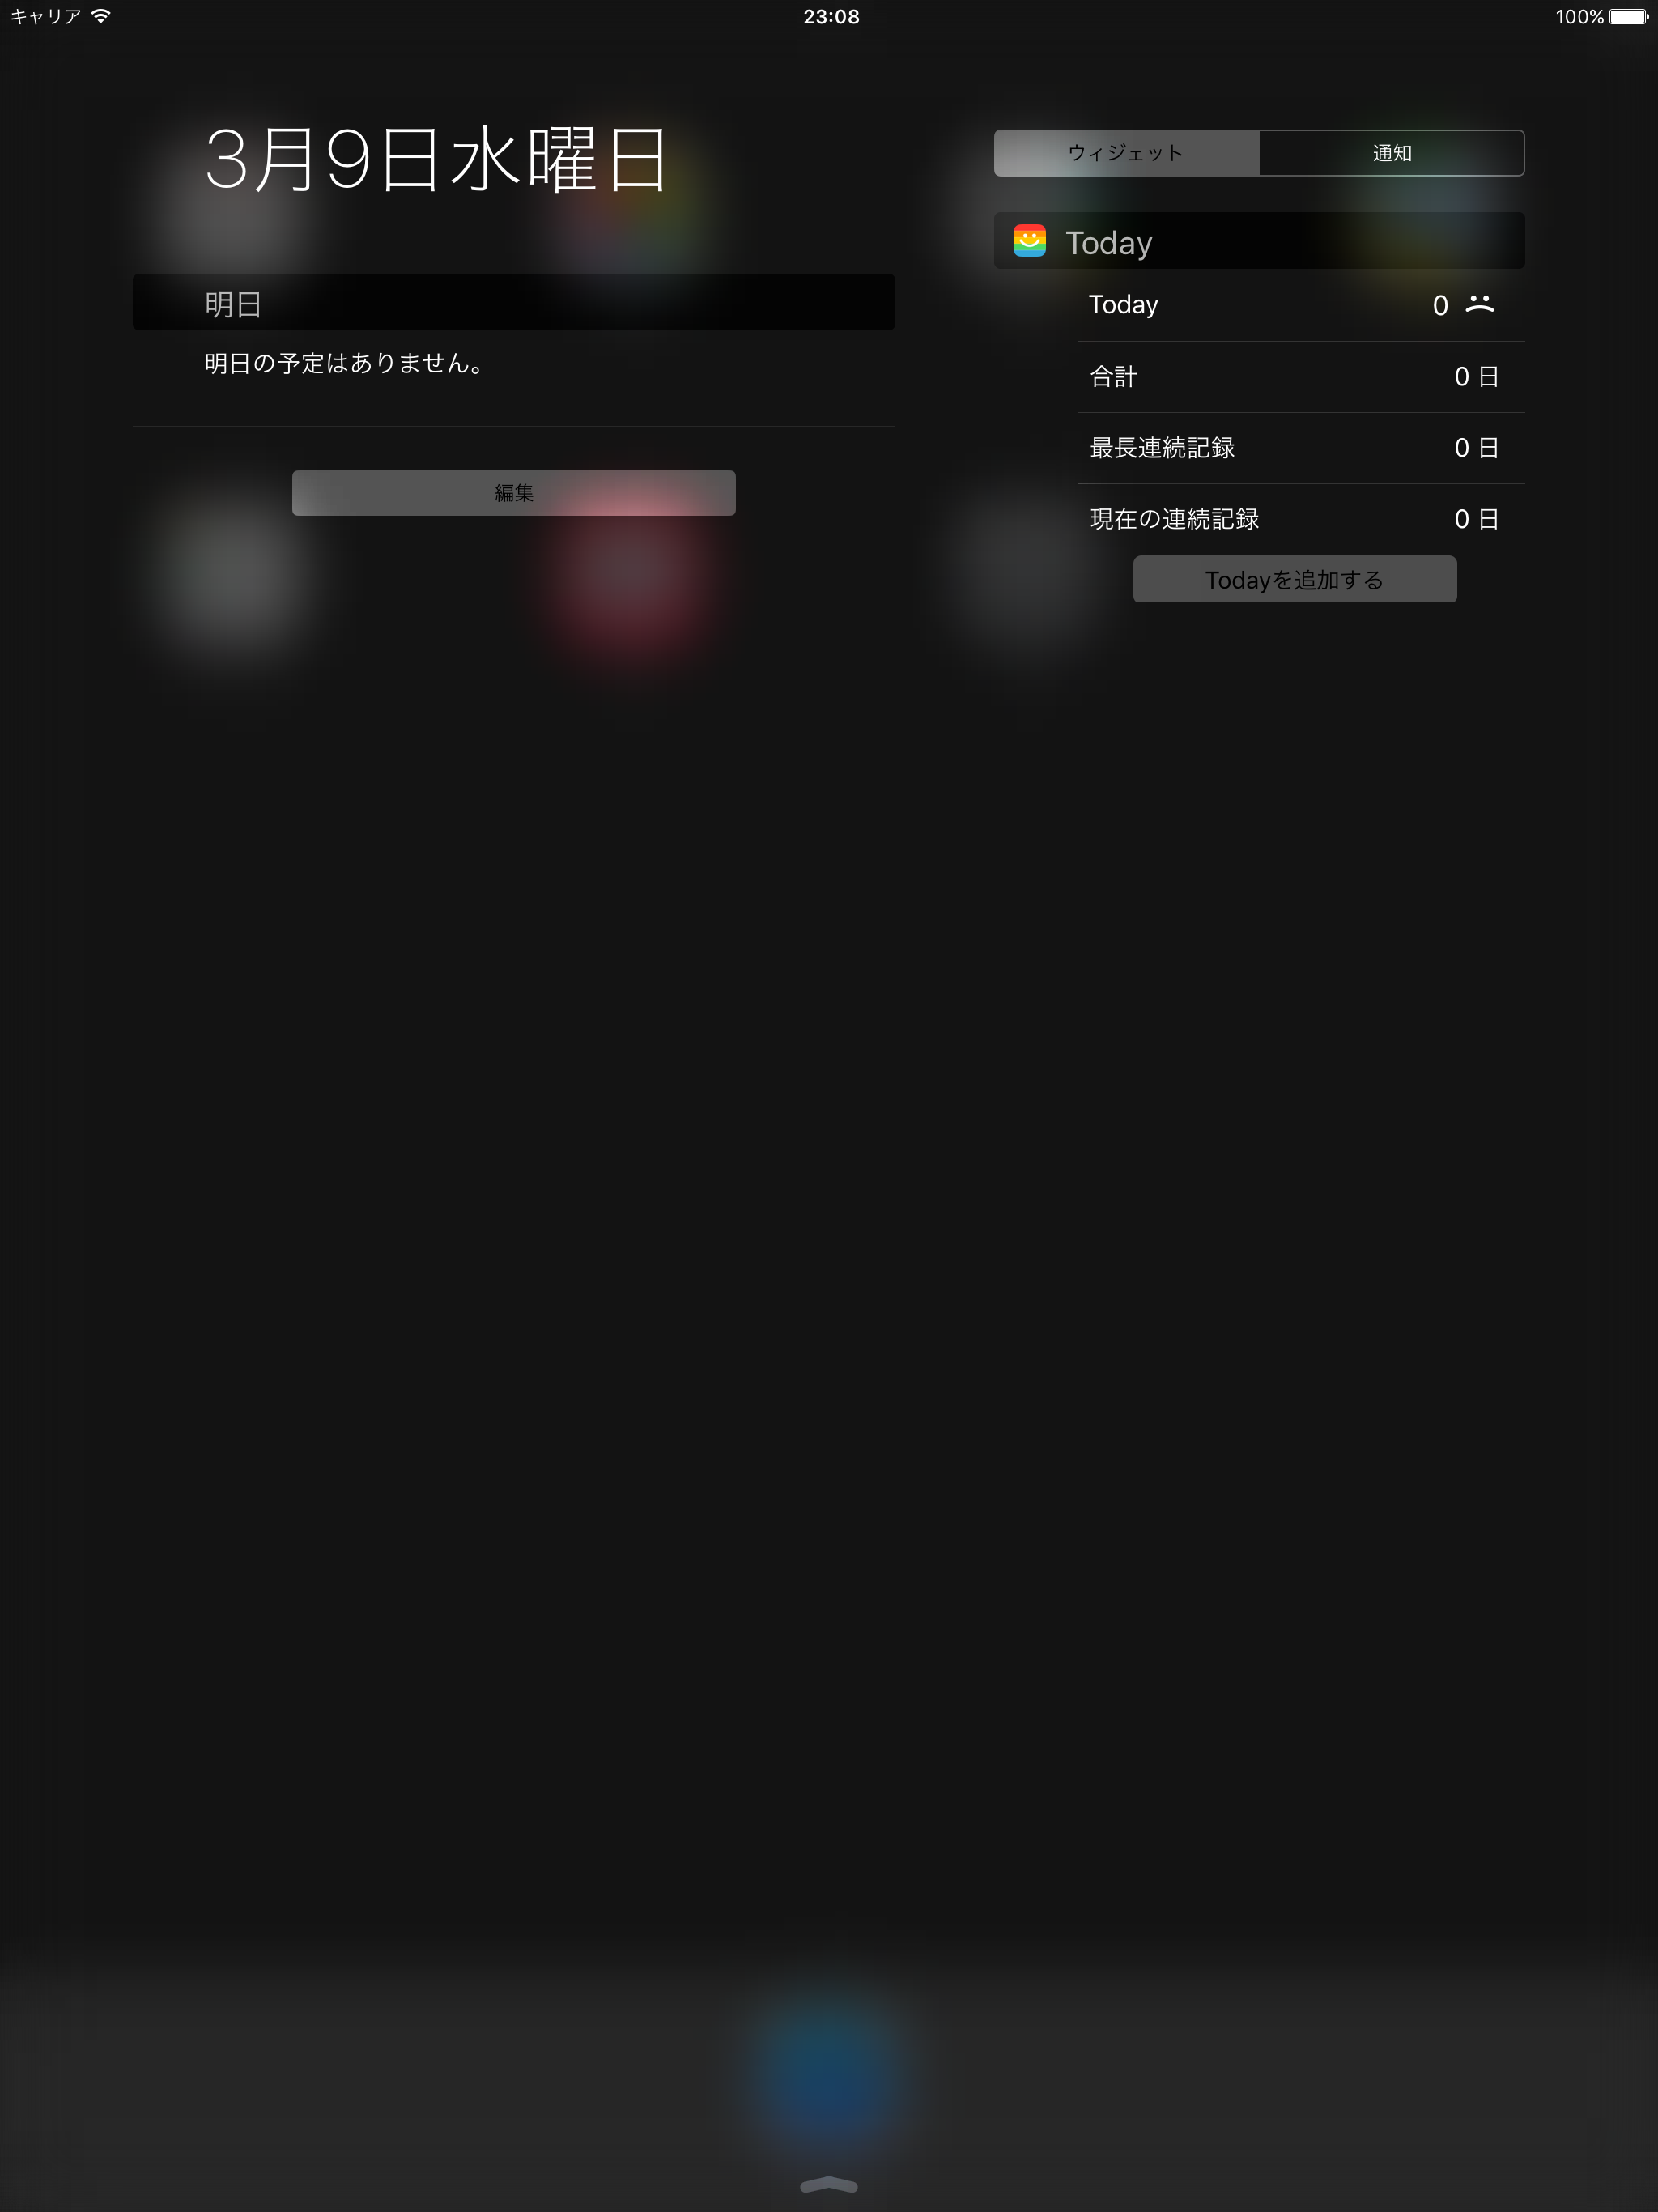 キャリア 23:08 100%
3月9日水曜日
明日
明日の予定はありません。
編集
ウィジェット 通知
Today
Today 0
合計 0 日
最長連続記録 0 日
現在の連続記録 0 日
Todayを追加する